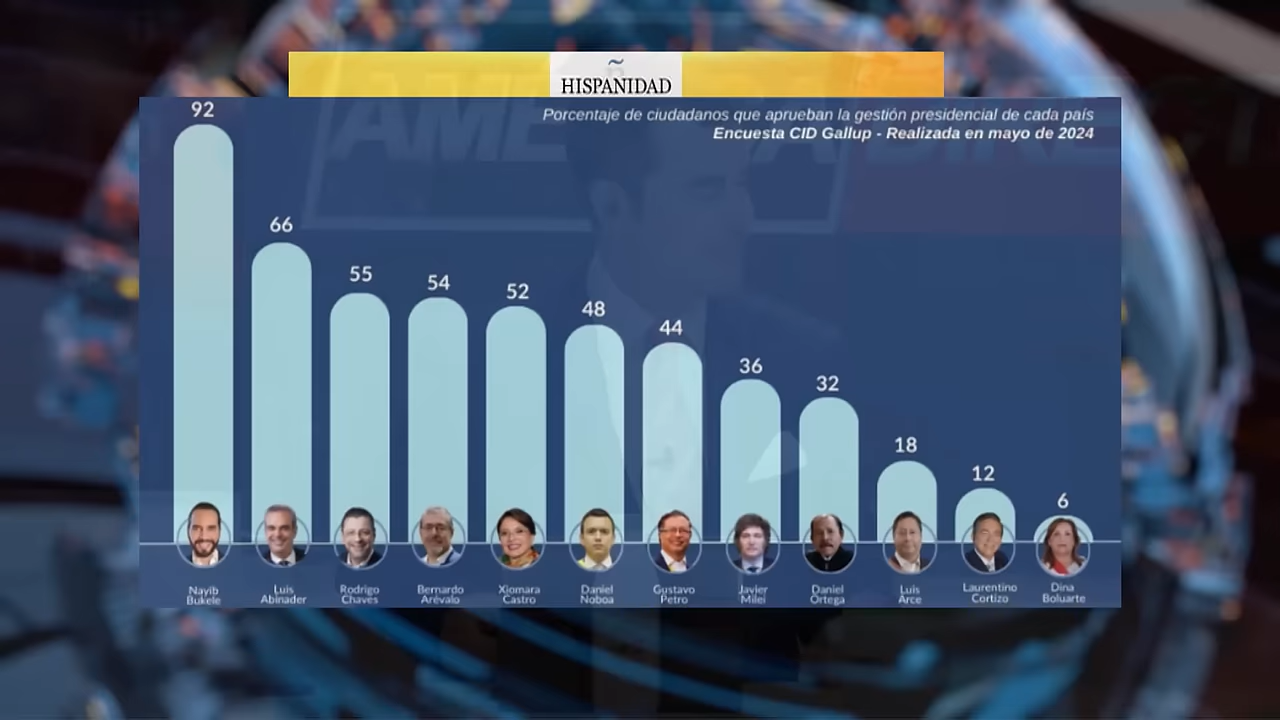 ˜
HISPANIDAD
Porcentaje de ciudadanos que aprueban la gestión presidencial de cada país
Encuesta CID Gallup - Realizada en mayo de 2024
92
66
55
54
52
48
44
36
32
18
12
6
Nayib
Bukele
Luis
Abinader
Rodrigo
Chaves
Bernardo
Arévalo
Xiomara
Castro
Daniel
Noboa
Gustavo
Petro
Javier
Milei
Daniel
Ortega
Luis
Arce
Laurentino
Cortizo
Dina
Boluarte